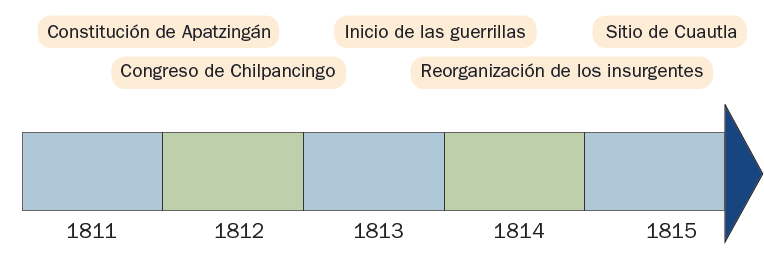 Constitución de Apatzingán
Inicio de las guerrillas
Sitio de Cuautla
Congreso de Chilpancingo
Reorganización de los insurgentes
1811
1812
1813
1814
1815